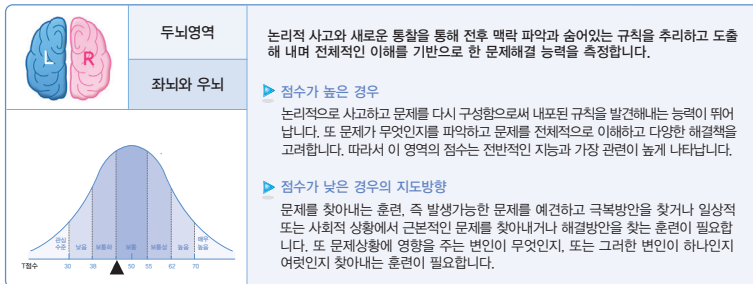 L
R
두뇌영역
좌뇌와 우뇌
논리적 사고와 새로운 통찰을 통해 전후 맥락 파악과 숨어있는 규칙을 추리하고 도출
해 내며 전체적인 이해를 기반으로 한 문제해결 능력을 측정합니다.
점수가 높은 경우
논리적으로 사고하고 문제를 다시 구성함으로써 내포된 규칙을 발견해내는 능력이 뛰어
납니다. 또 문제가 무엇인지를 파악하고 문제를 전체적으로 이해하고 다양한 해결책을
고려합니다. 따라서 이 영역의 점수는 전반적인 지능과 가장 관련이 높게 나타납니다.
점수가 낮은 경우의 지도방향
문제를 찾아내는 훈련, 즉 발생가능한 문제를 예견하고 극복방안을 찾거나 일상적
또는 사회적 상황에서 근본적인 문제를 찾아내거나 해결방안을 찾는 훈련이 필요합
니다. 또 문제상황에 영향을 주는 변인이 무엇인지, 또는 그러한 변인이 하나인지
여럿인지 찾아내는 훈련이 필요합니다.
관심 매우
수준 낮음 보통하 보통 보통상 높음 높음
T점수 30 38 50 55 62 70